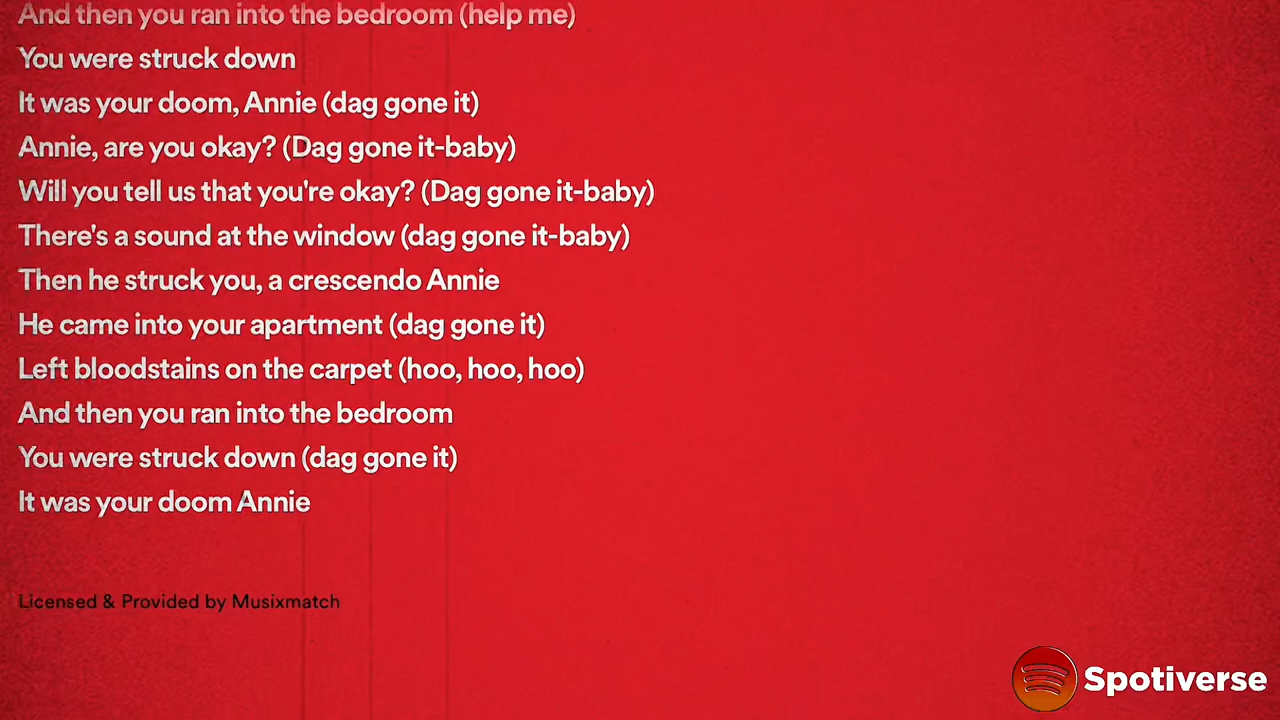 And then you ran into the bedroom (help me)
You were struck down
It was your doom, Annie (dag gone it)
Annie, are you okay? (Dag gone it-baby)
Will you tell us that you're okay? (Dag gone it-baby)
There's a sound at the window (dag gone it-baby)
Then he struck you, a crescendo Annie
He came into your apartment (dag gone it)
Left bloodstains on the carpet (hoo, hoo, hoo)
And then you ran into the bedroom
You were struck down (dag gone it)
It was your doom Annie
Licensed & Provided by Musixmatch
Spotiverse